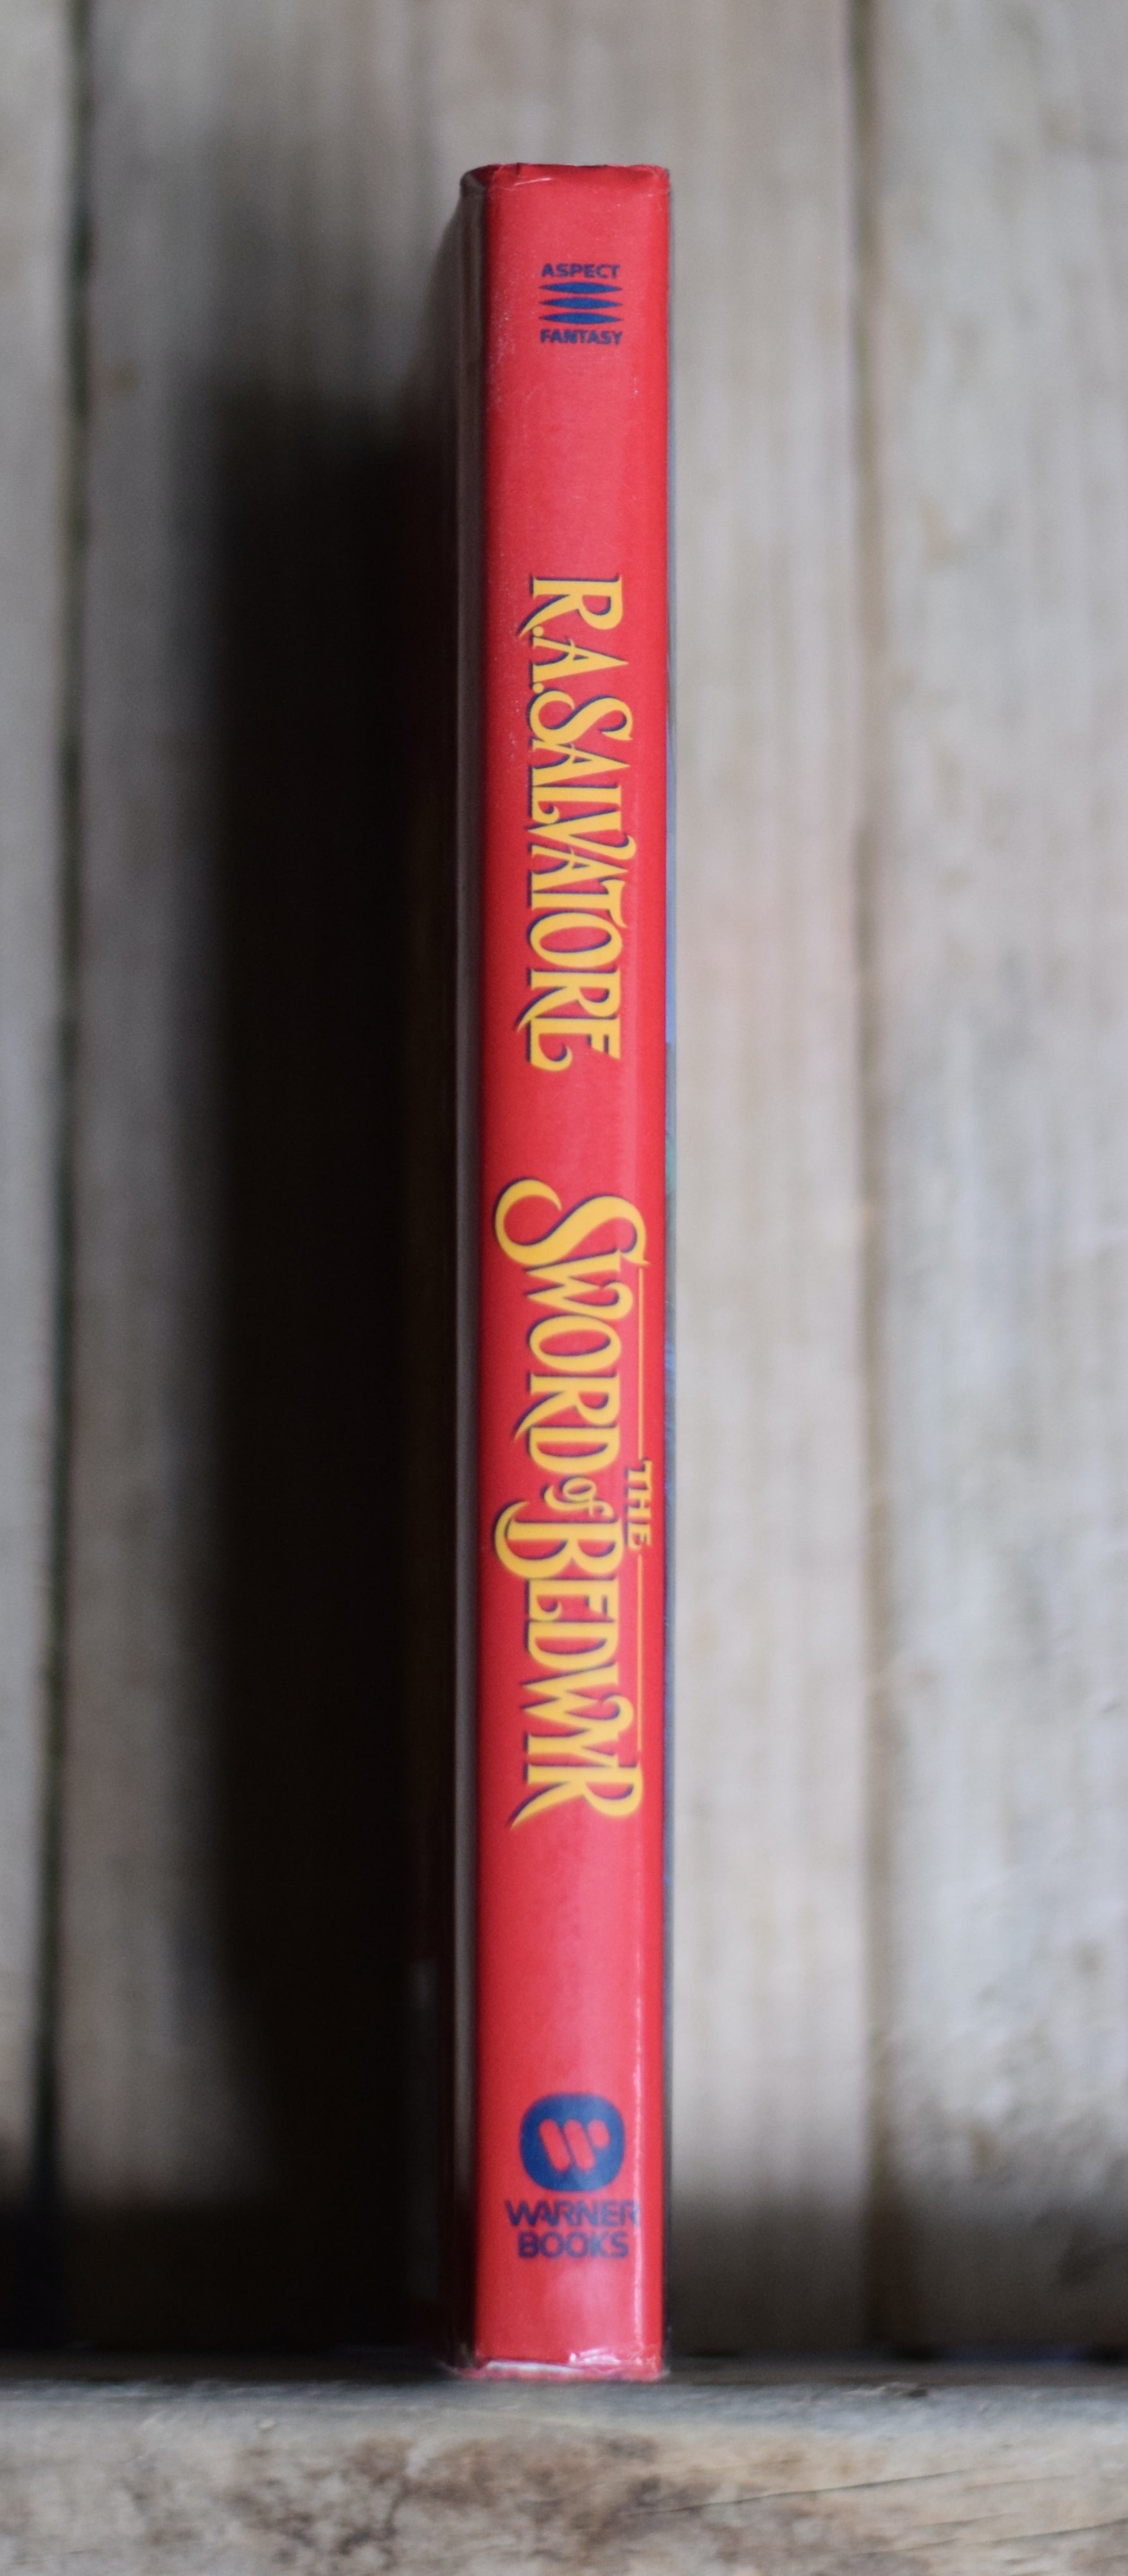 ASPECT
FANTASY
R.A. SALVATORE
THE
SWORD of BEDWYR
WARNER
BOOKS